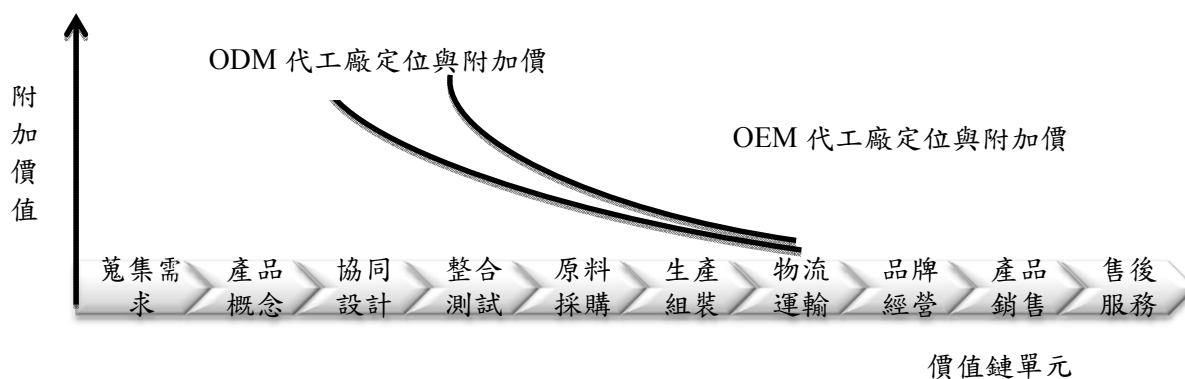 ODM 代工廠定位與附加價
OEM 代工廠定位與附加價
附加價值
蒐集需求
產品概念
協同設計
整合測試
原料採購
生產組裝
物流運輸
品牌經營
產品銷售
售後服務
價值鏈單元